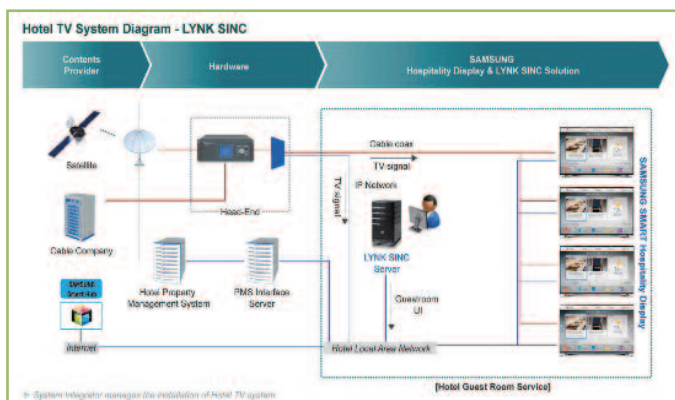 Hotel TV System Diagram - LYNK SINC
Contents
Provider
Hardware
SAMSUNG
Hospitality Display & LYNK SINC Solution
Satellite
Cable Company
SAMSUNG
Smart Hub
Internet
Head-End
Hotel Property
Management System
PMS Interface
Server
Cable coax
TV signal
TV signal
IP Network
LYNK SINC
Server
Guestroom
UI
Hotel Local Area Network
SAMSUNG SMART Hospitality Display
[Hotel Guest Room Service]
System Integrator manages the installation of Hotel TV system